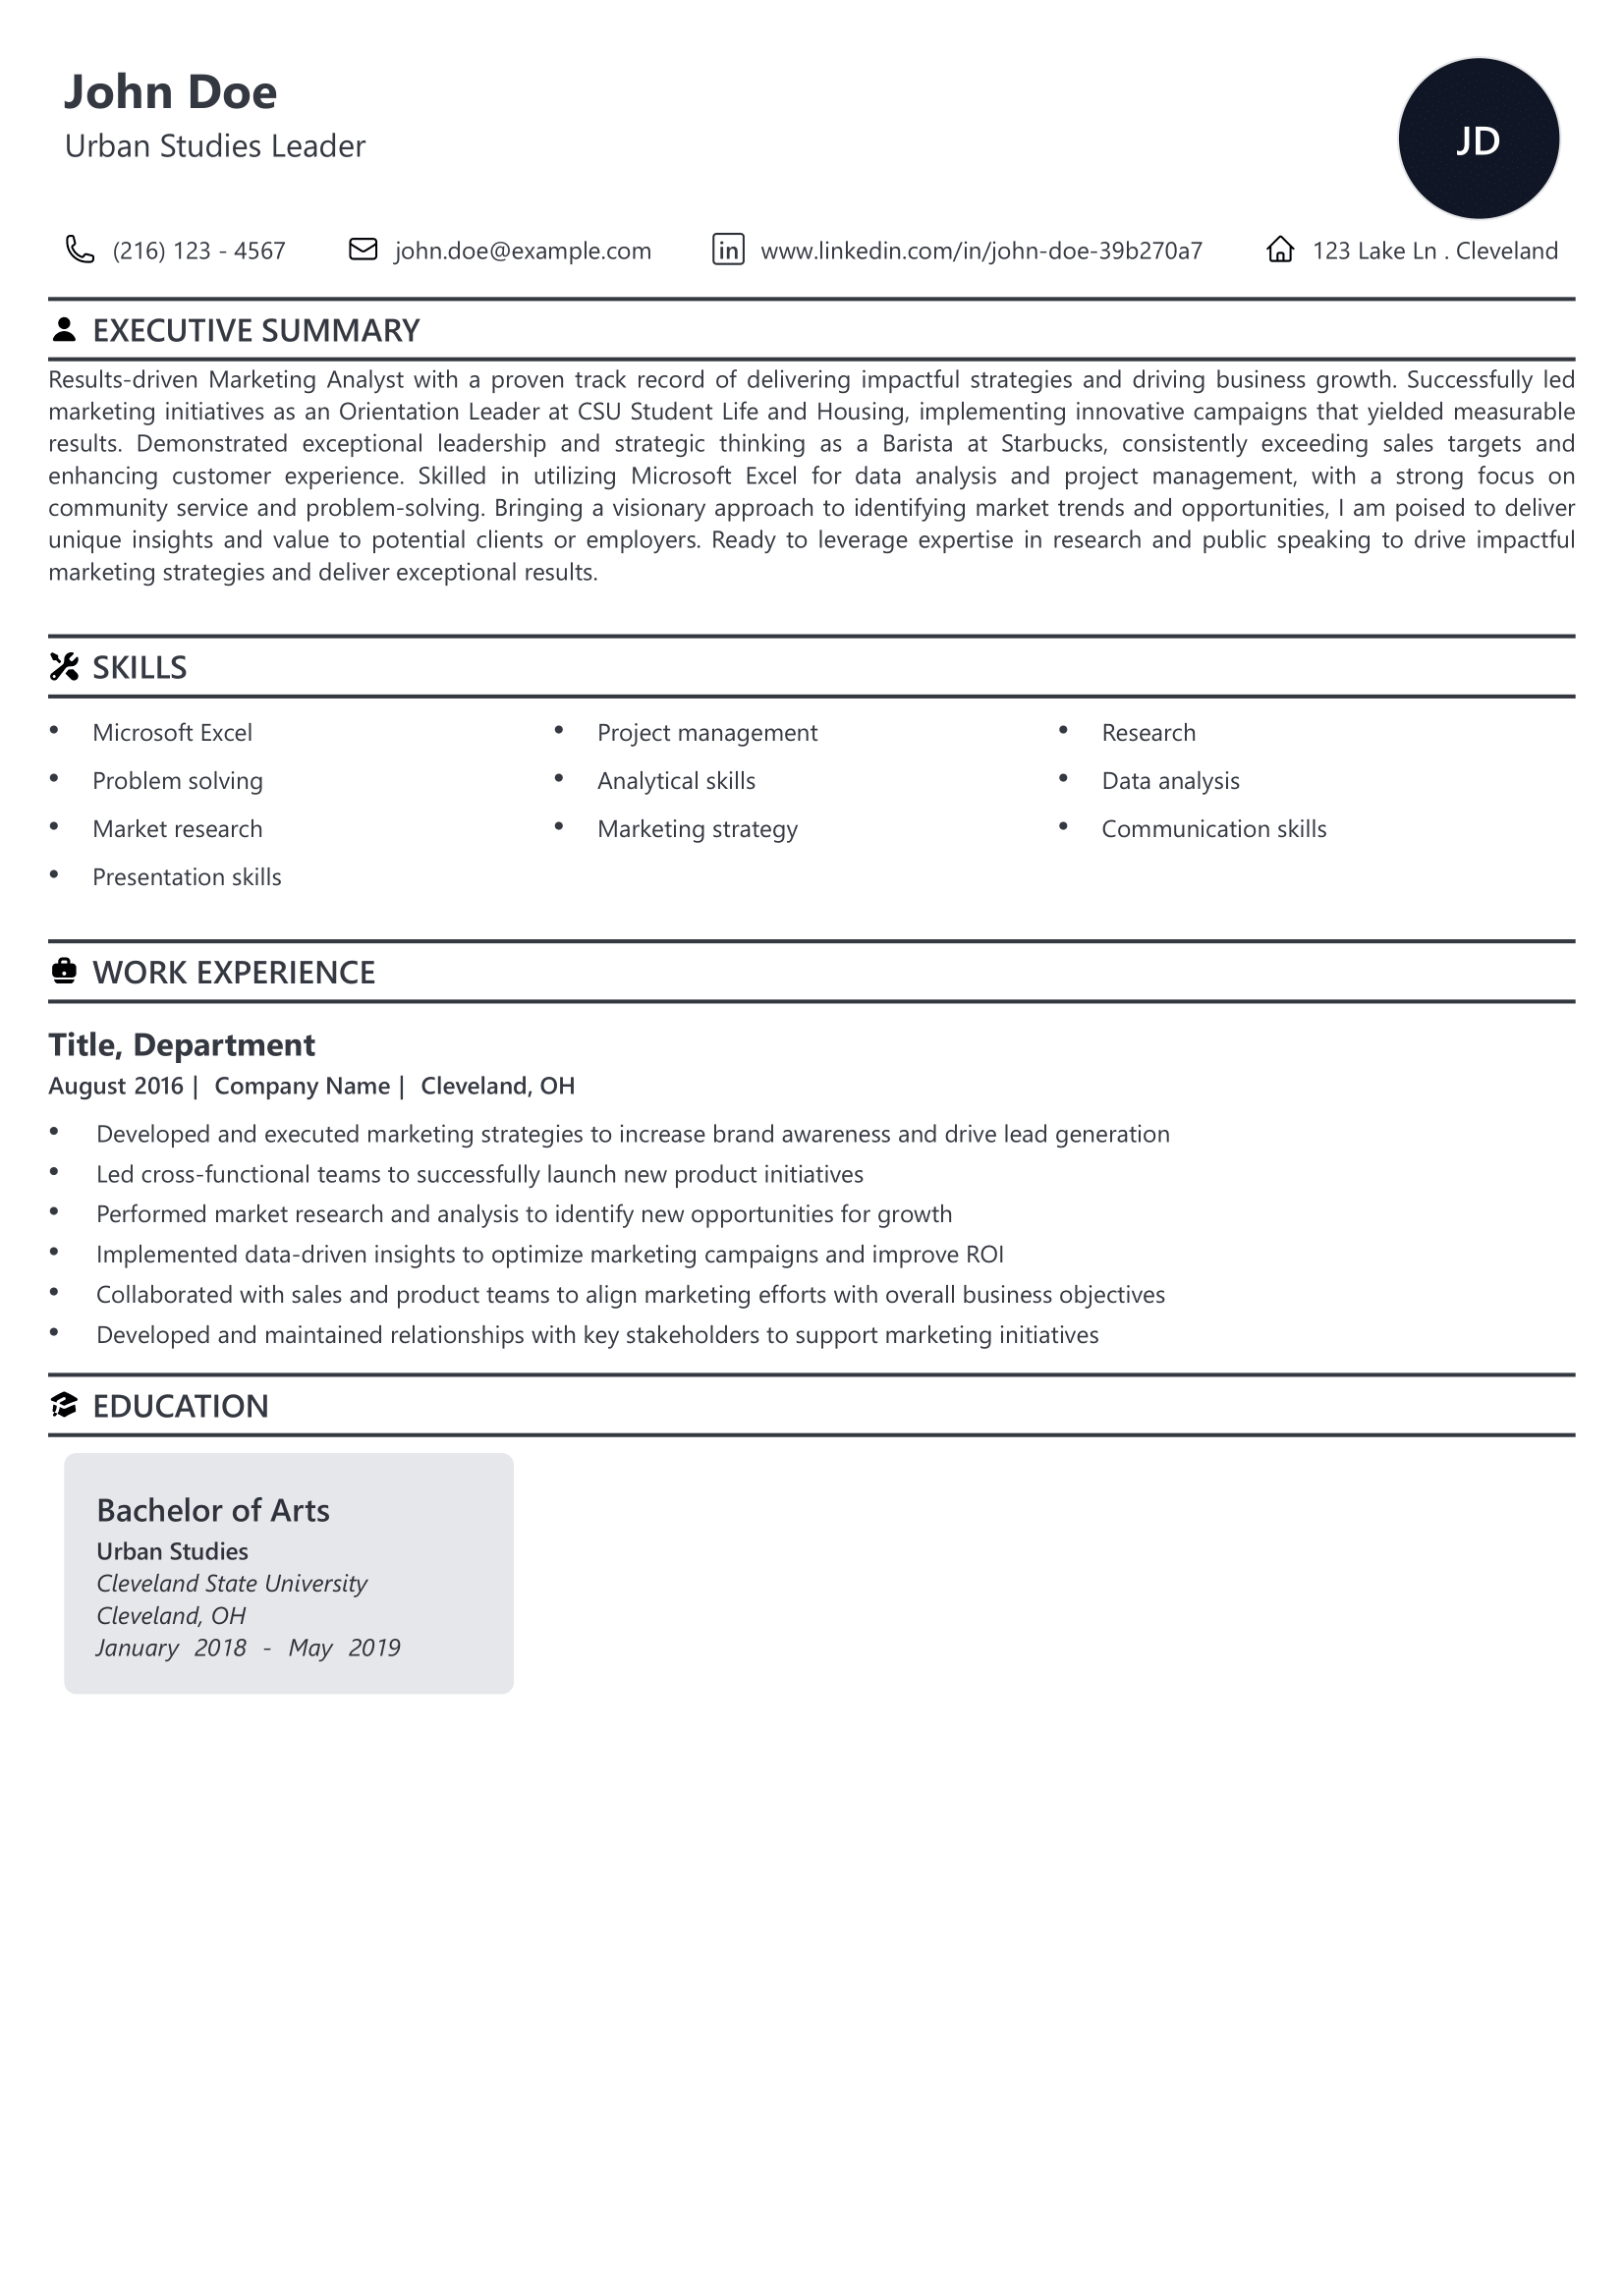 John Doe
Urban Studies Leader
JD
(216) 123 - 4567
john.doe@example.com
in
www.linkedin.com/in/john-doe-39b270a7
123 Lake Ln . Cleveland
EXECUTIVE SUMMARY
Results-driven Marketing Analyst with a proven track record of delivering impactful strategies and driving business growth. Successfully led
marketing initiatives as an Orientation Leader at CSU Student Life and Housing, implementing innovative campaigns that yielded measurable
results. Demonstrated exceptional leadership and strategic thinking as a Barista at Starbucks, consistently exceeding sales targets and
enhancing customer experience. Skilled in utilizing Microsoft Excel for data analysis and project management, with a strong focus on
community service and problem-solving. Bringing a visionary approach to identifying market trends and opportunities, I am poised to deliver
unique insights and value to potential clients or employers. Ready to leverage expertise in research and public speaking to drive impactful
marketing strategies and deliver exceptional results.
SKILLS
• Microsoft Excel
• Project management
• Research
• Problem solving
• Analytical skills
• Data analysis
• Market research
• Marketing strategy
• Communication skills
• Presentation skills
WORK EXPERIENCE
Title, Department
August 2016 | Company Name | Cleveland, OH
• Developed and executed marketing strategies to increase brand awareness and drive lead generation
• Led cross-functional teams to successfully launch new product initiatives
• Performed market research and analysis to identify new opportunities for growth
• Implemented data-driven insights to optimize marketing campaigns and improve ROI
• Collaborated with sales and product teams to align marketing efforts with overall business objectives
• Developed and maintained relationships with key stakeholders to support marketing initiatives
EDUCATION
Bachelor of Arts
Urban Studies
Cleveland State University
Cleveland, OH
January 2018 - May 2019